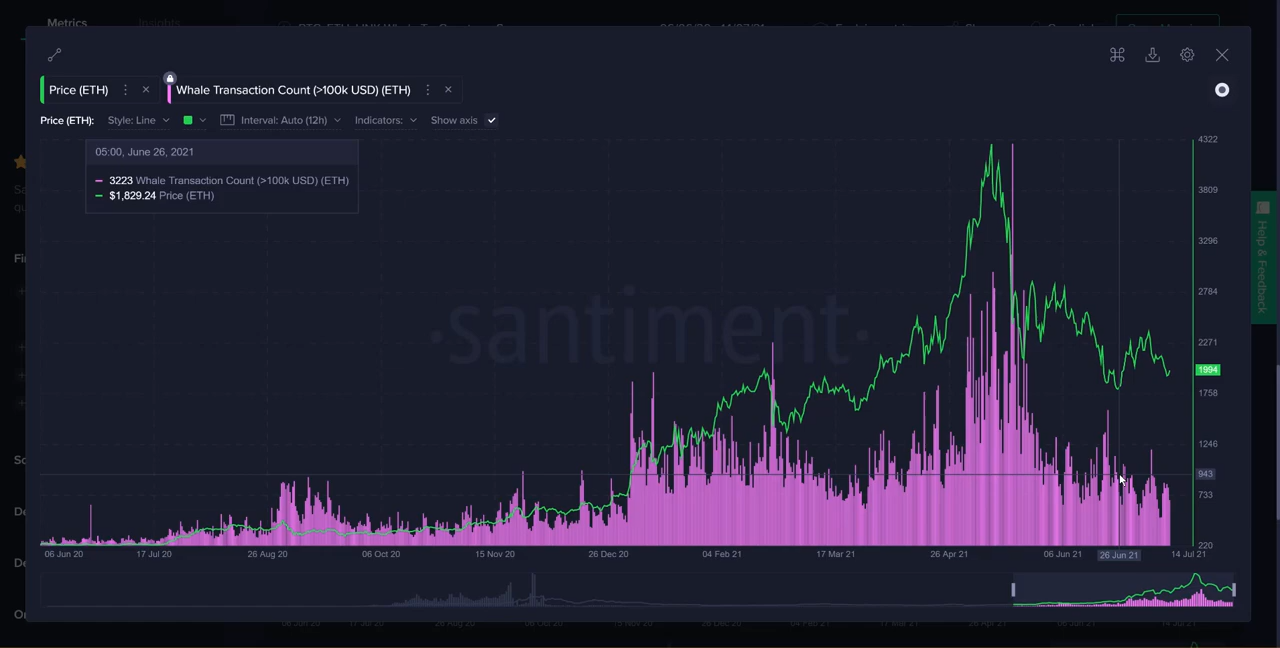 Metrics
Insights
Price (ETH)
Whale Transaction Count (>100k USD) (ETH)
Price (ETH):
Style: Line
Interval: Auto (12h)
Indicators:
Show axis
05:00, June 26, 2021
3223 Whale Transaction Count (>100k USD) (ETH)
$1,829.24 Price (ETH)
·santiment·
4322
3809
3296
2784
2271
1994
1758
1246
943
733
220
06 Jun 20
17 Jul 20
26 Aug 20
06 Oct 20
15 Nov 20
26 Dec 20
04 Feb 21
17 Mar 21
26 Apr 21
06 Jun 21
26 Jun 21
14 Jul 21
Help & Feedback